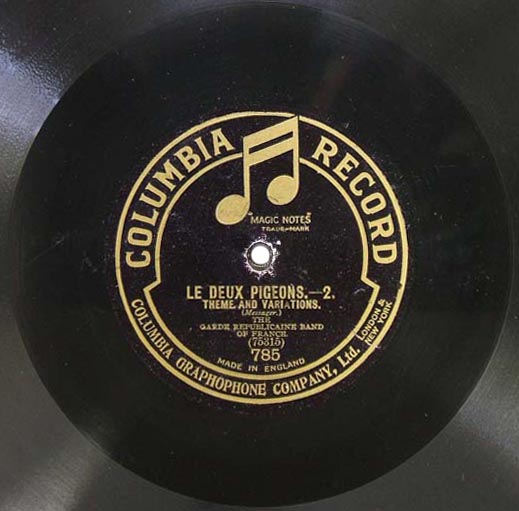 COLUMBIA RECORD
"MAGIC NOTES"
TRADE-MARK
LE DEUX PIGEONS.—2.
THEME AND VARIATIONS.
(Messager.)
THE
GARDE REPUBLICAINE BAND
OF FRANCE.
(75315)
785
MADE IN ENGLAND
COLUMBIA GRAPHOPHONE COMPANY, Ltd.
LONDON &
NEW YORK